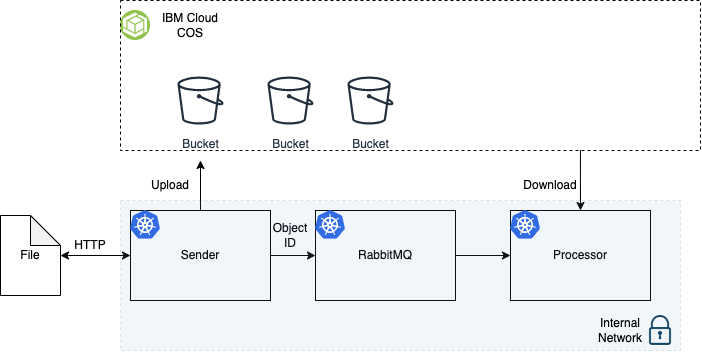 IBM Cloud
COS
Bucket
Bucket
Bucket
Upload
Download
File
HTTP
Sender
Object
ID
RabbitMQ
Processor
Internal
Network